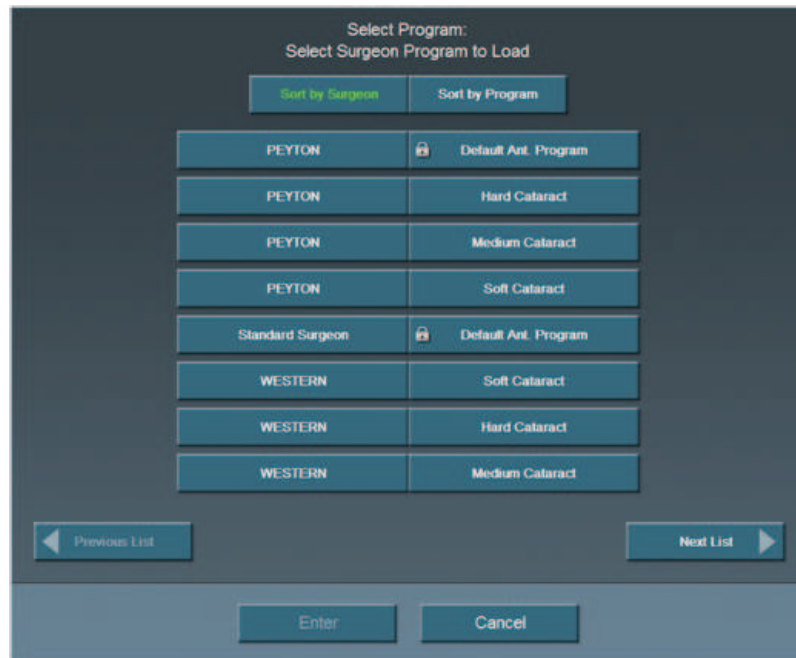 Select Program:
Select Surgeon Program to Load
Sort by Surgeon Sort by Program
PEYTON Default Ant. Program
PEYTON Hard Cataract
PEYTON Medium Cataract
PEYTON Soft Cataract
Standard Surgeon Default Ant. Program
WESTERN Soft Cataract
WESTERN Hard Cataract
WESTERN Medium Cataract
Previous List Next List
Enter Cancel